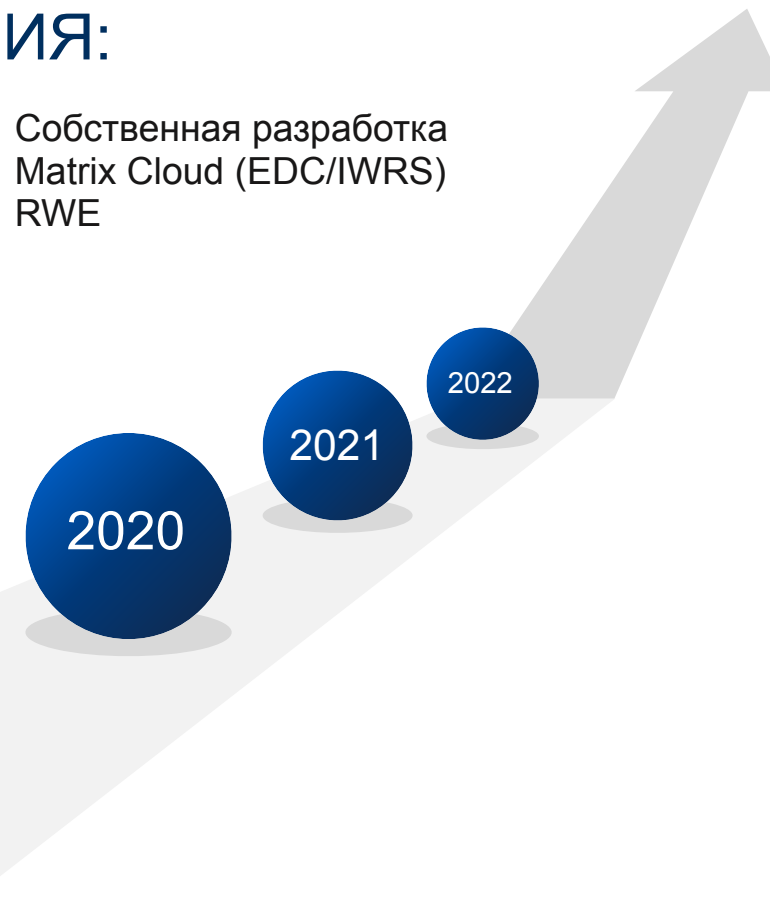 ИЯ:
Собственная разработка
Matrix Cloud (EDC/IWRS)
RWE
2022
2021
2020